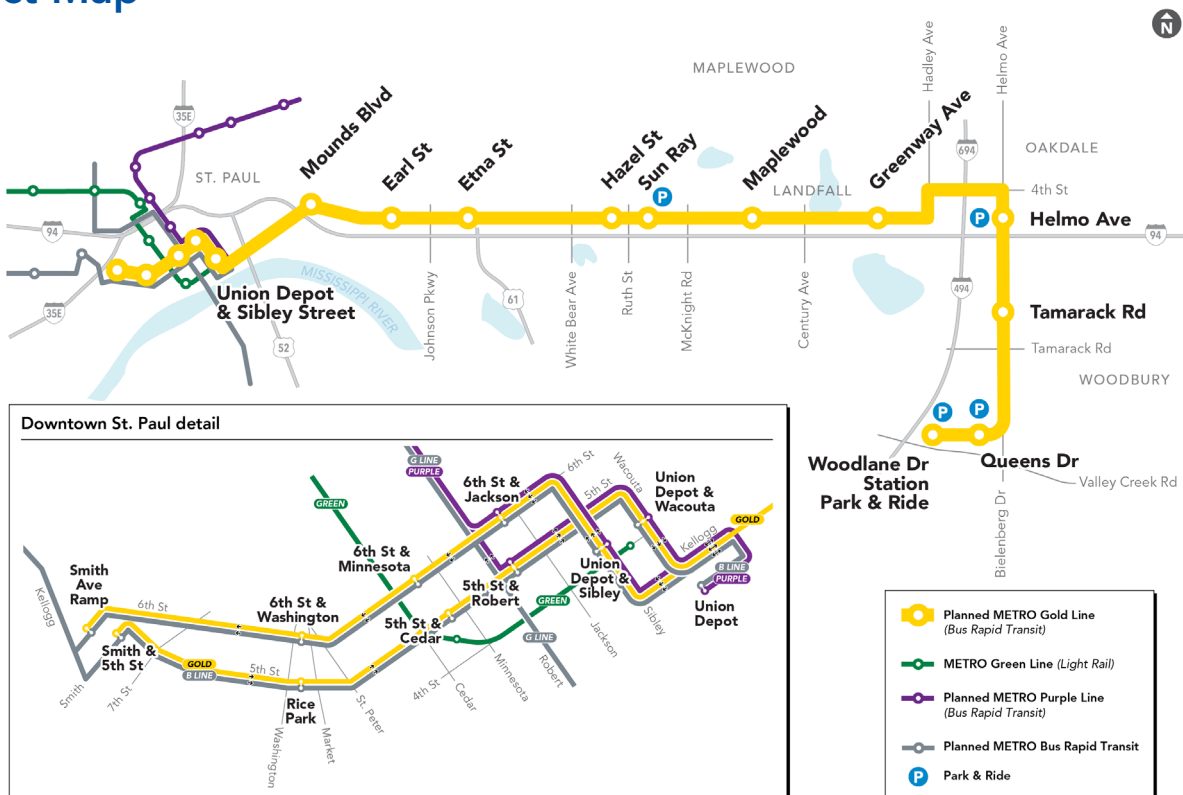 MAPLEWOOD
Hadley Ave
Helmo Ave
N
35E
ST. PAUL
Mounds Blvd
Earl St
Etna St
Hazel St
Sun Ray
P
Maplewood
LANDFALL
Greenway Ave
694
OAKDALE
4th St
P
Helmo Ave
94
94
MISSISSIPPI RIVER
Union Depot
& Sibley Street
35E
52
Johnson Pkwy
61
White Bear Ave
Ruth St
McKnight Rd
Century Ave
494
Tamarack Rd
Tamarack Rd
WOODBURY
P
P
Woodlane Dr
Station
Park & Ride
Queens Dr
Valley Creek Rd
Bielenberg Dr
Downtown St. Paul detail
G LINE
PURPLE
GREEN
6th St &
Jackson
6th St
5th St
Wacouta
Union
Depot &
Wacouta
GOLD
Kellogg
B LINE
PURPLE
Union
Depot
6th St &
Minnesota
Union
Depot &
Sibley
Sibley
5th St &
Robert
GREEN
Jackson
5th St &
Cedar
G LINE
Robert
Minnesota
Cedar
4th St
Kellogg
Smith
Ave
Ramp
6th St
6th St &
Washington
Smith &
5th St
Smith
7th St
GOLD
B LINE
5th St
Rice
Park
St. Peter
Washington
Market
Planned METRO Gold Line
(Bus Rapid Transit)
METRO Green Line (Light Rail)
Planned METRO Purple Line
(Bus Rapid Transit)
Planned METRO Bus Rapid Transit
P
Park & Ride